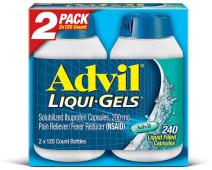 2 PACK
2x120 COUNT
Advil
LIQUI·GELS®
Solubilized Ibuprofen Capsules, 200 mg
Pain Reliever/Fever Reducer (NSAID)
Advil
240
Liquid Filled
Capsules
2 x 120 Count Bottles